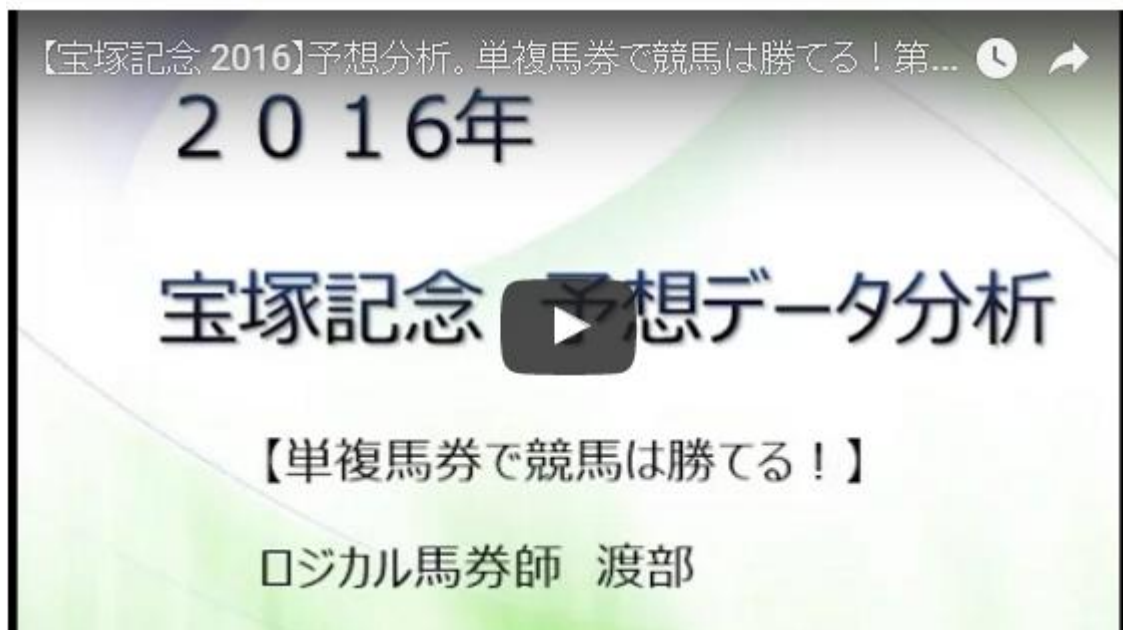 【宝塚記念 2016】予想分析。単複馬券で競馬は勝てる！第...
２０１６年
宝塚記念 予想データ分析
【単複馬券で競馬は勝てる！】
ロジカル馬券師 渡部